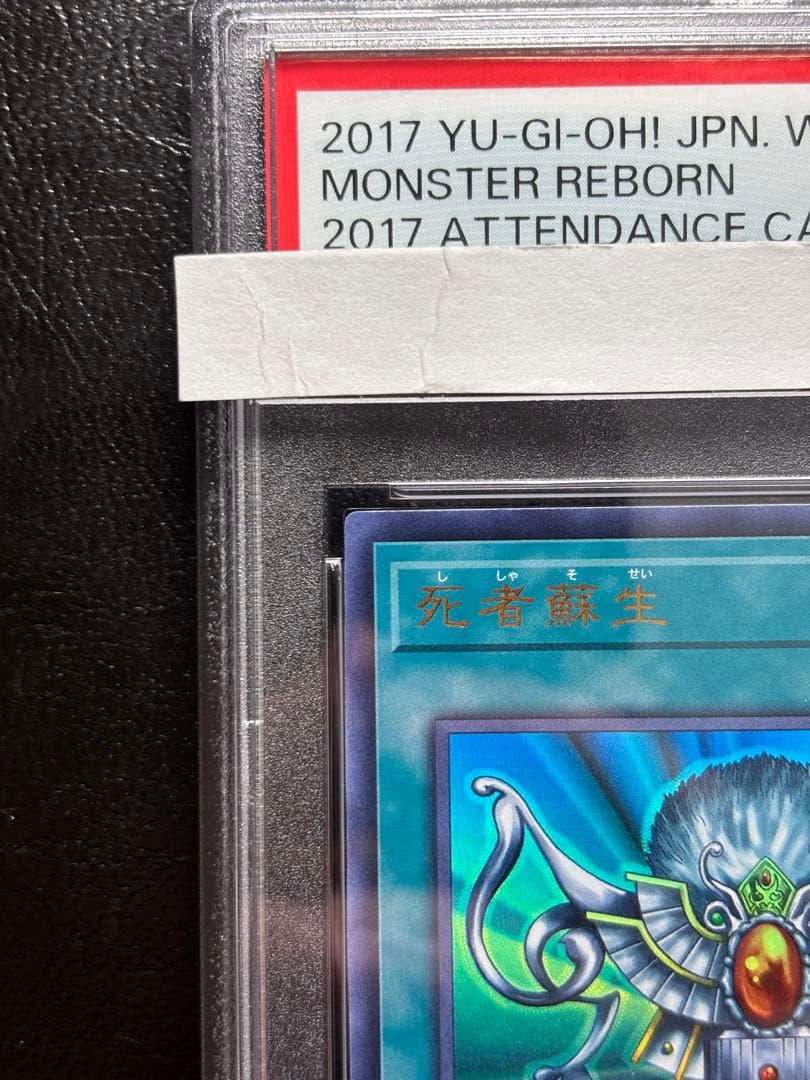 2017 YU-GI-OH! JPN.
MONSTER REBORN
2017 ATTENDANCE
し しゃ そ せい
死者蘇生